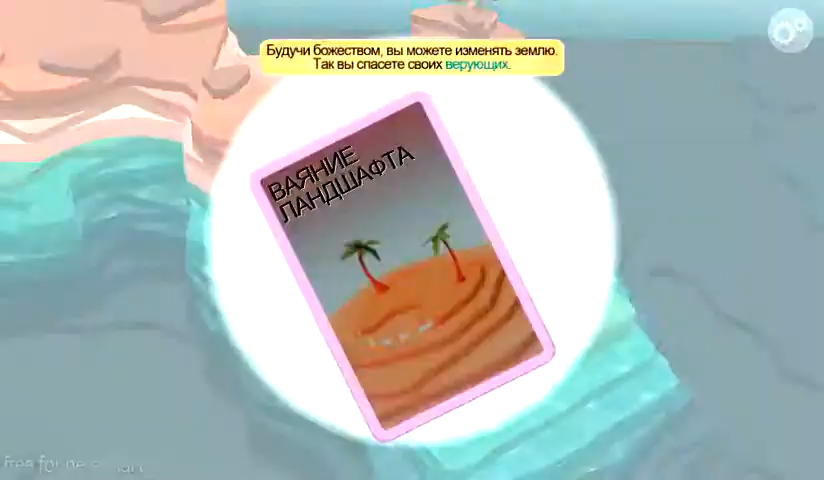 Будучи божеством, вы можете изменять землю.
Так вы спасете своих верующих.
ВАЯНИЕ
ЛАНДШАФТА